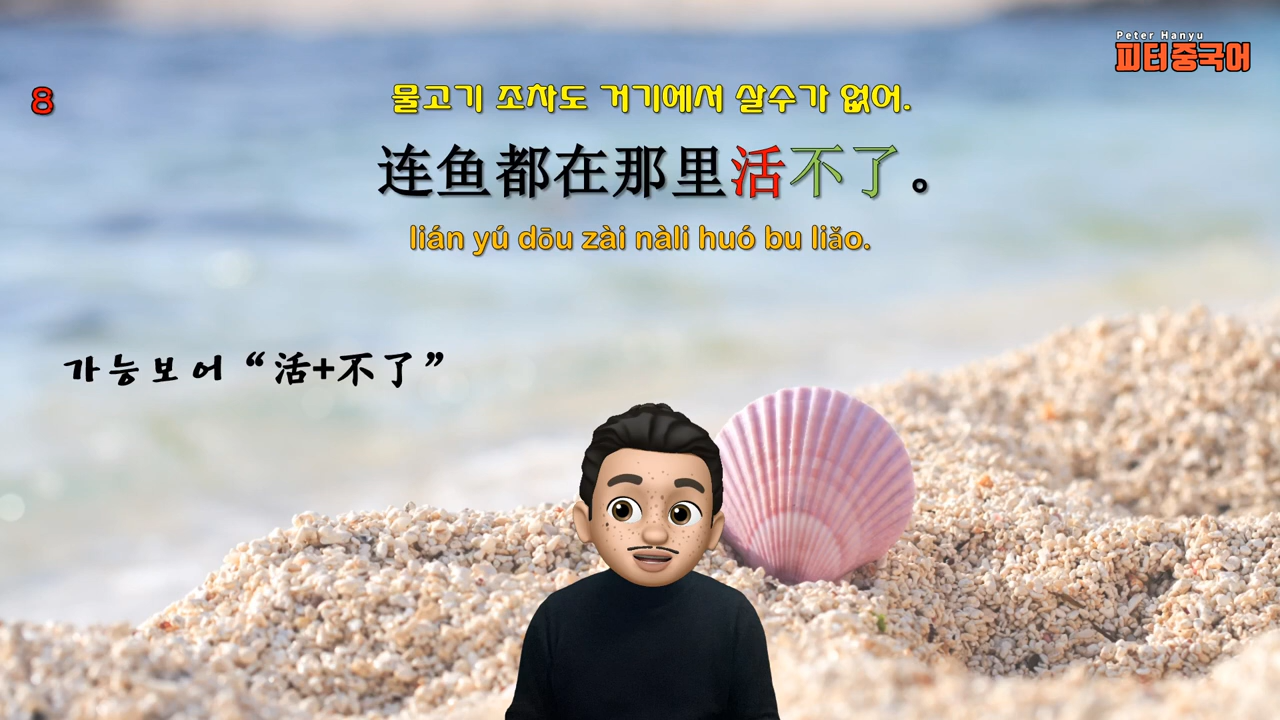 Peter Hanyu
피터 중국어
8
물고기 조차도 거기에서 살수가 없어.
连鱼都在那里活不了。
lián yú dōu zài nàli huó bu liǎo.
가능보어 “活+不了”